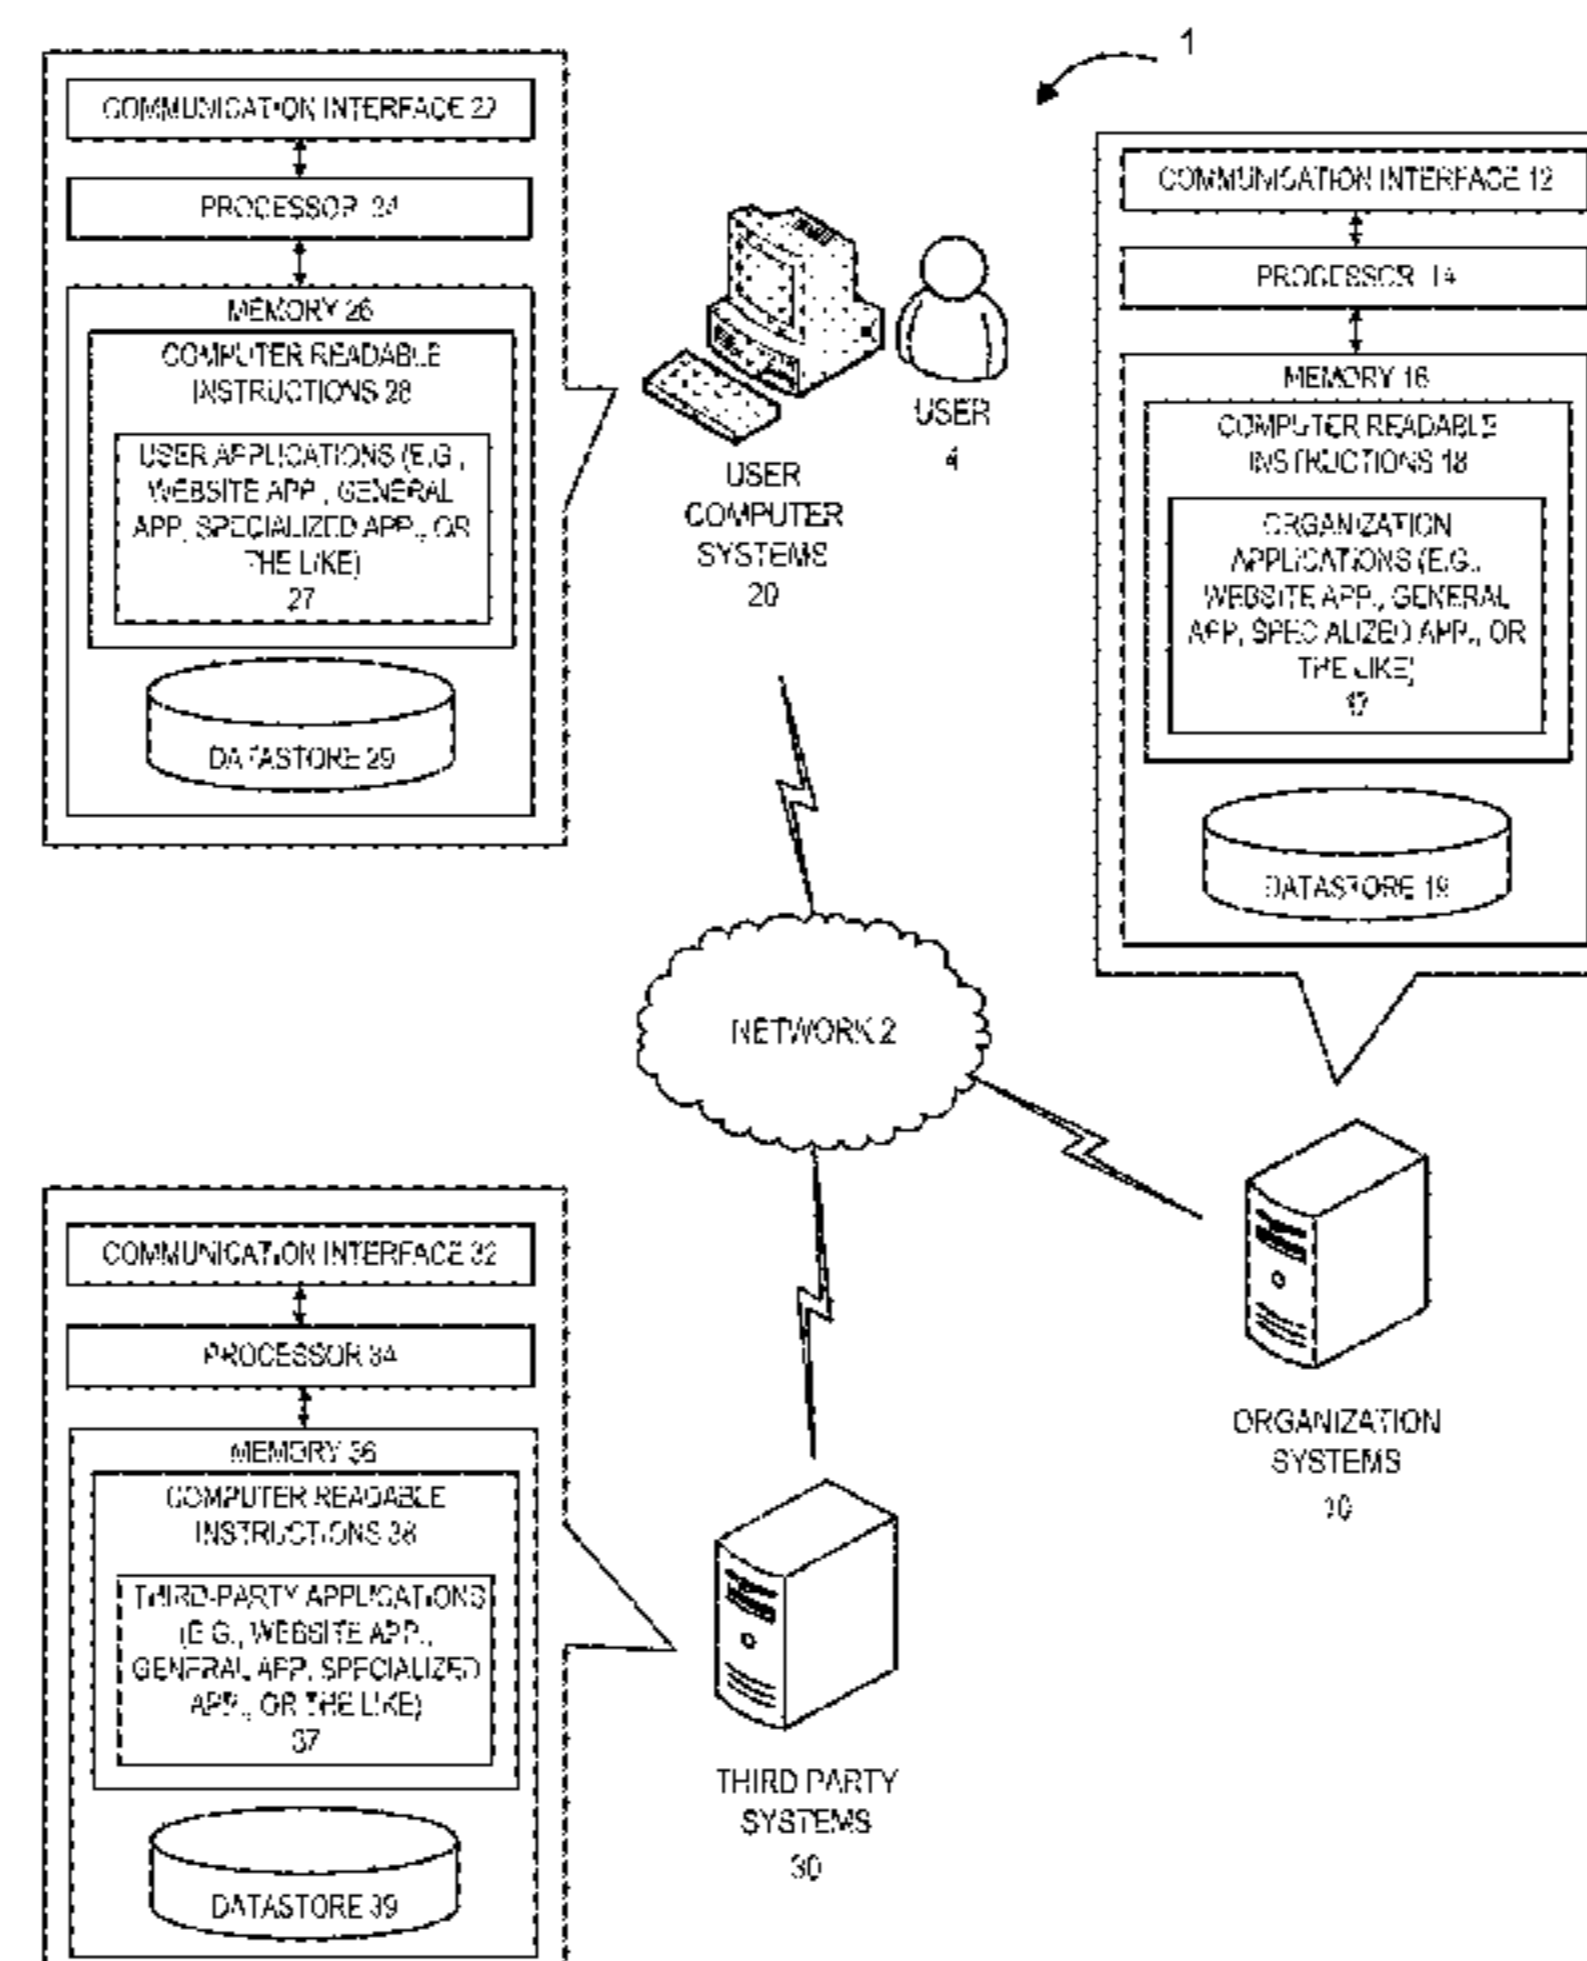 1
COMMUNICATION INTERFACE 22
PROCESSOR 24
MEMORY 26
COMPUTER READABLE
INSTRUCTIONS 28
USER APPLICATIONS (E.G.,
WEBSITE APP., GENERAL
APP, SPECIALIZED APP., OR
THE LIKE)
27
DATASTORE 29
USER
4
USER
COMPUTER
SYSTEMS
20
COMMUNICATION INTERFACE 12
PROCESSOR 14
MEMORY 16
COMPUTER READABLE
INSTRUCTIONS 18
ORGANIZATION
APPLICATIONS (E.G.,
WEBSITE APP., GENERAL
APP, SPECIALIZED APP., OR
THE LIKE)
17
DATASTORE 19
NETWORK 2
ORGANIZATION
SYSTEMS
10
COMMUNICATION INTERFACE 32
PROCESSOR 34
MEMORY 36
COMPUTER READABLE
INSTRUCTIONS 38
THIRD-PARTY APPLICATIONS
(E.G., WEBSITE APP.,
GENERAL APP, SPECIALIZED
APP., OR THE LIKE)
37
DATASTORE 39
THIRD PARTY
SYSTEMS
30